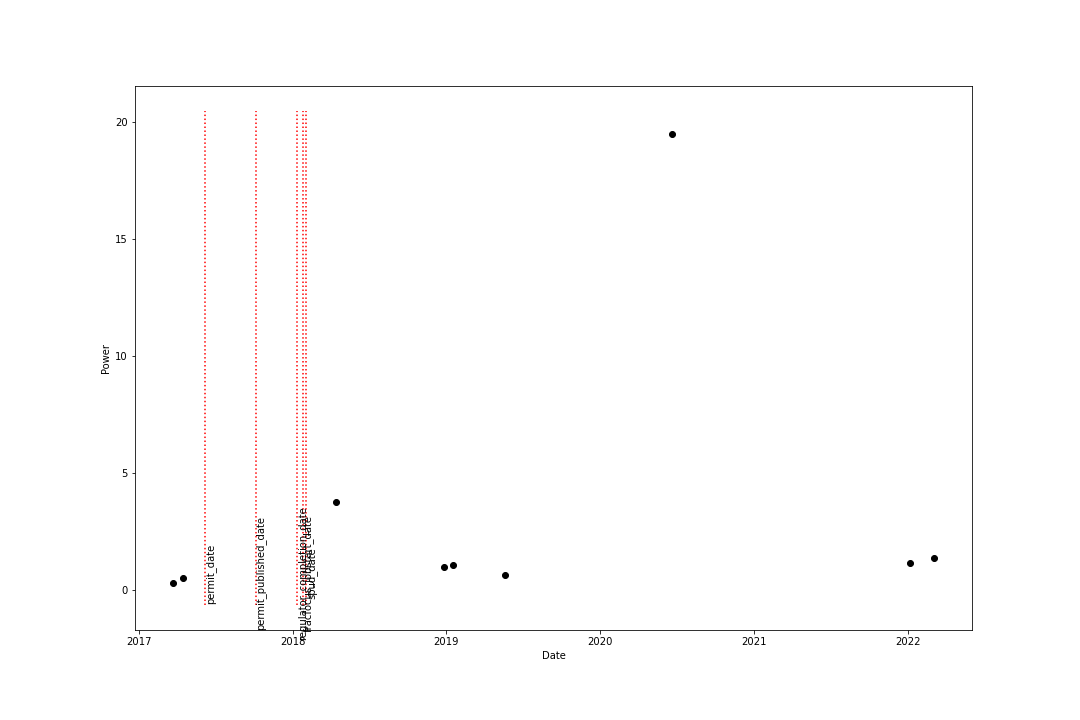 20
15
10
5
0
Power
permit_date
permit_published_date
regulator_completion_date
spud_date
2017
2018
2019
2020
2021
2022
Date